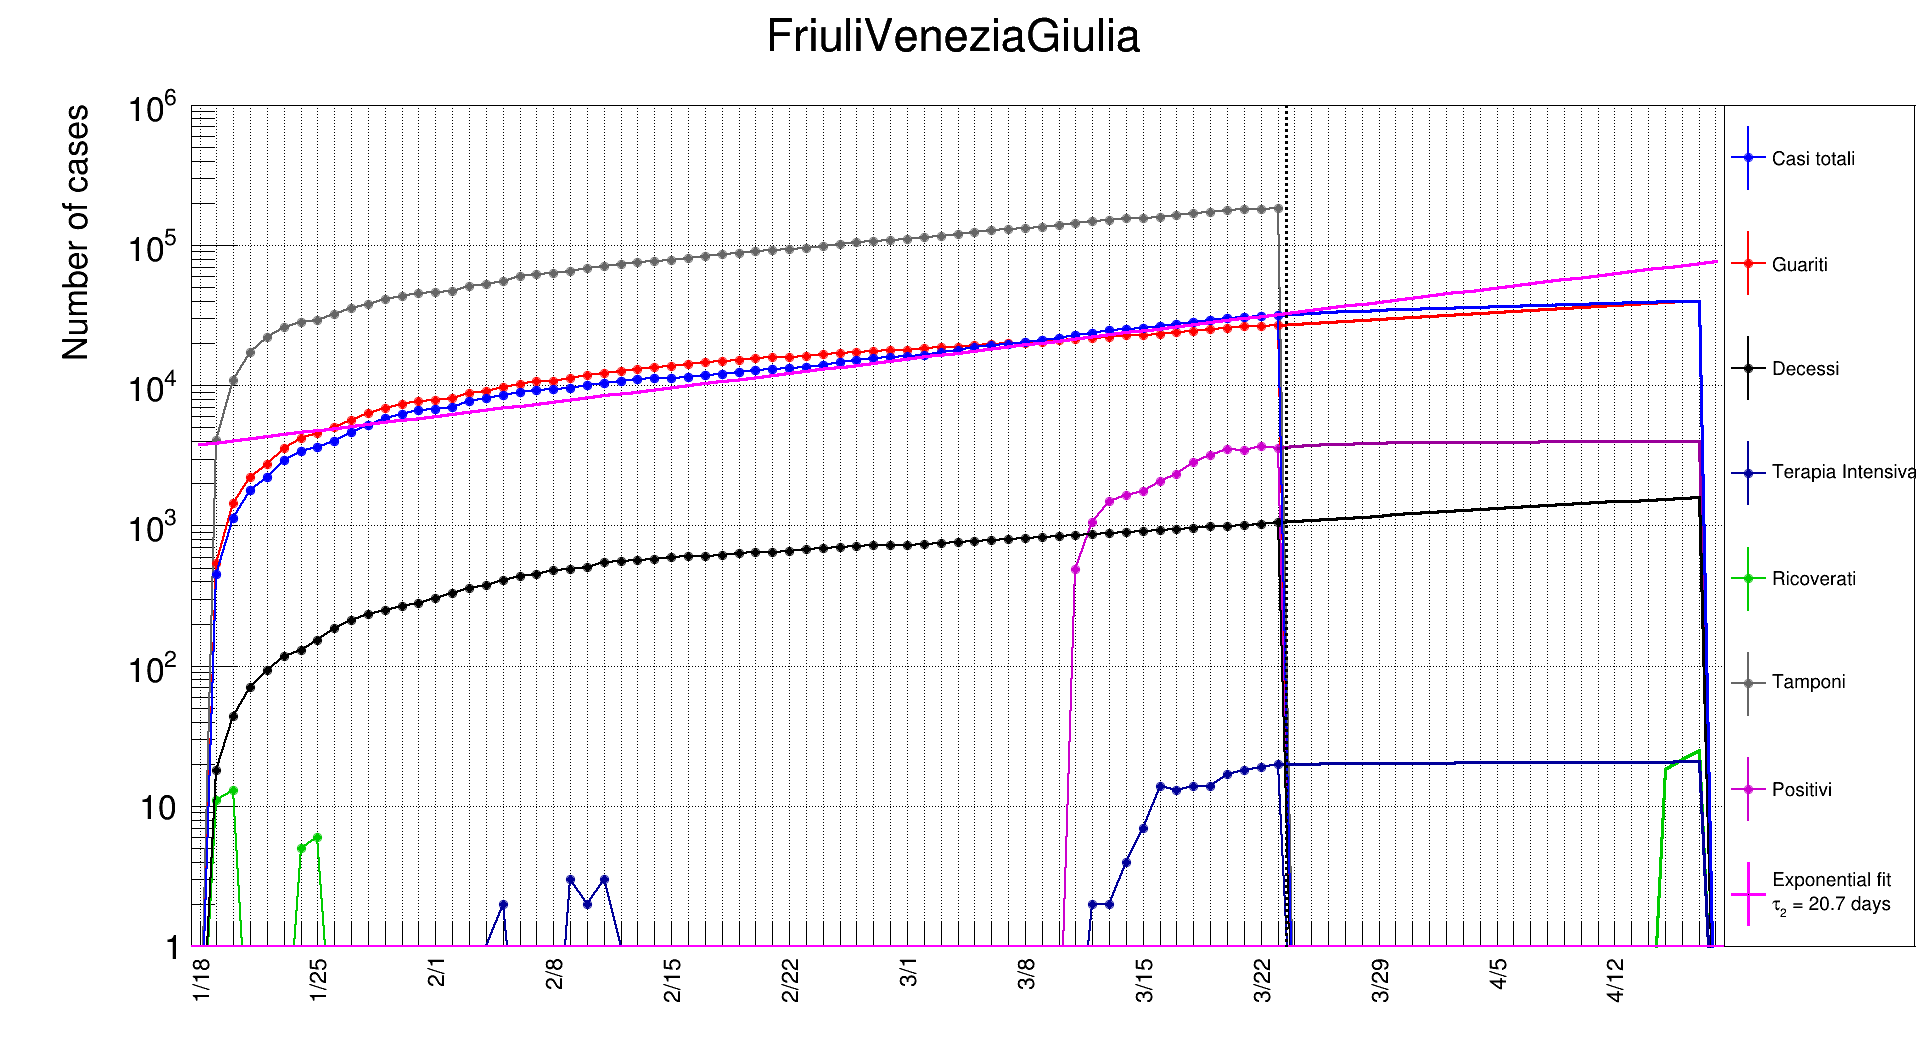 FriuliVeneziaGiulia
Number of cases
10^6
10^5
10^4
10^3
10^2
10
1
1/18
1/25
2/1
2/8
2/15
2/22
3/1
3/8
3/15
3/22
3/29
4/5
4/12
Casi totali
Guariti
Decessi
Terapia Intensiva
Ricoverati
Tamponi
Positivi
Exponential fit
τ₂ = 20.7 days